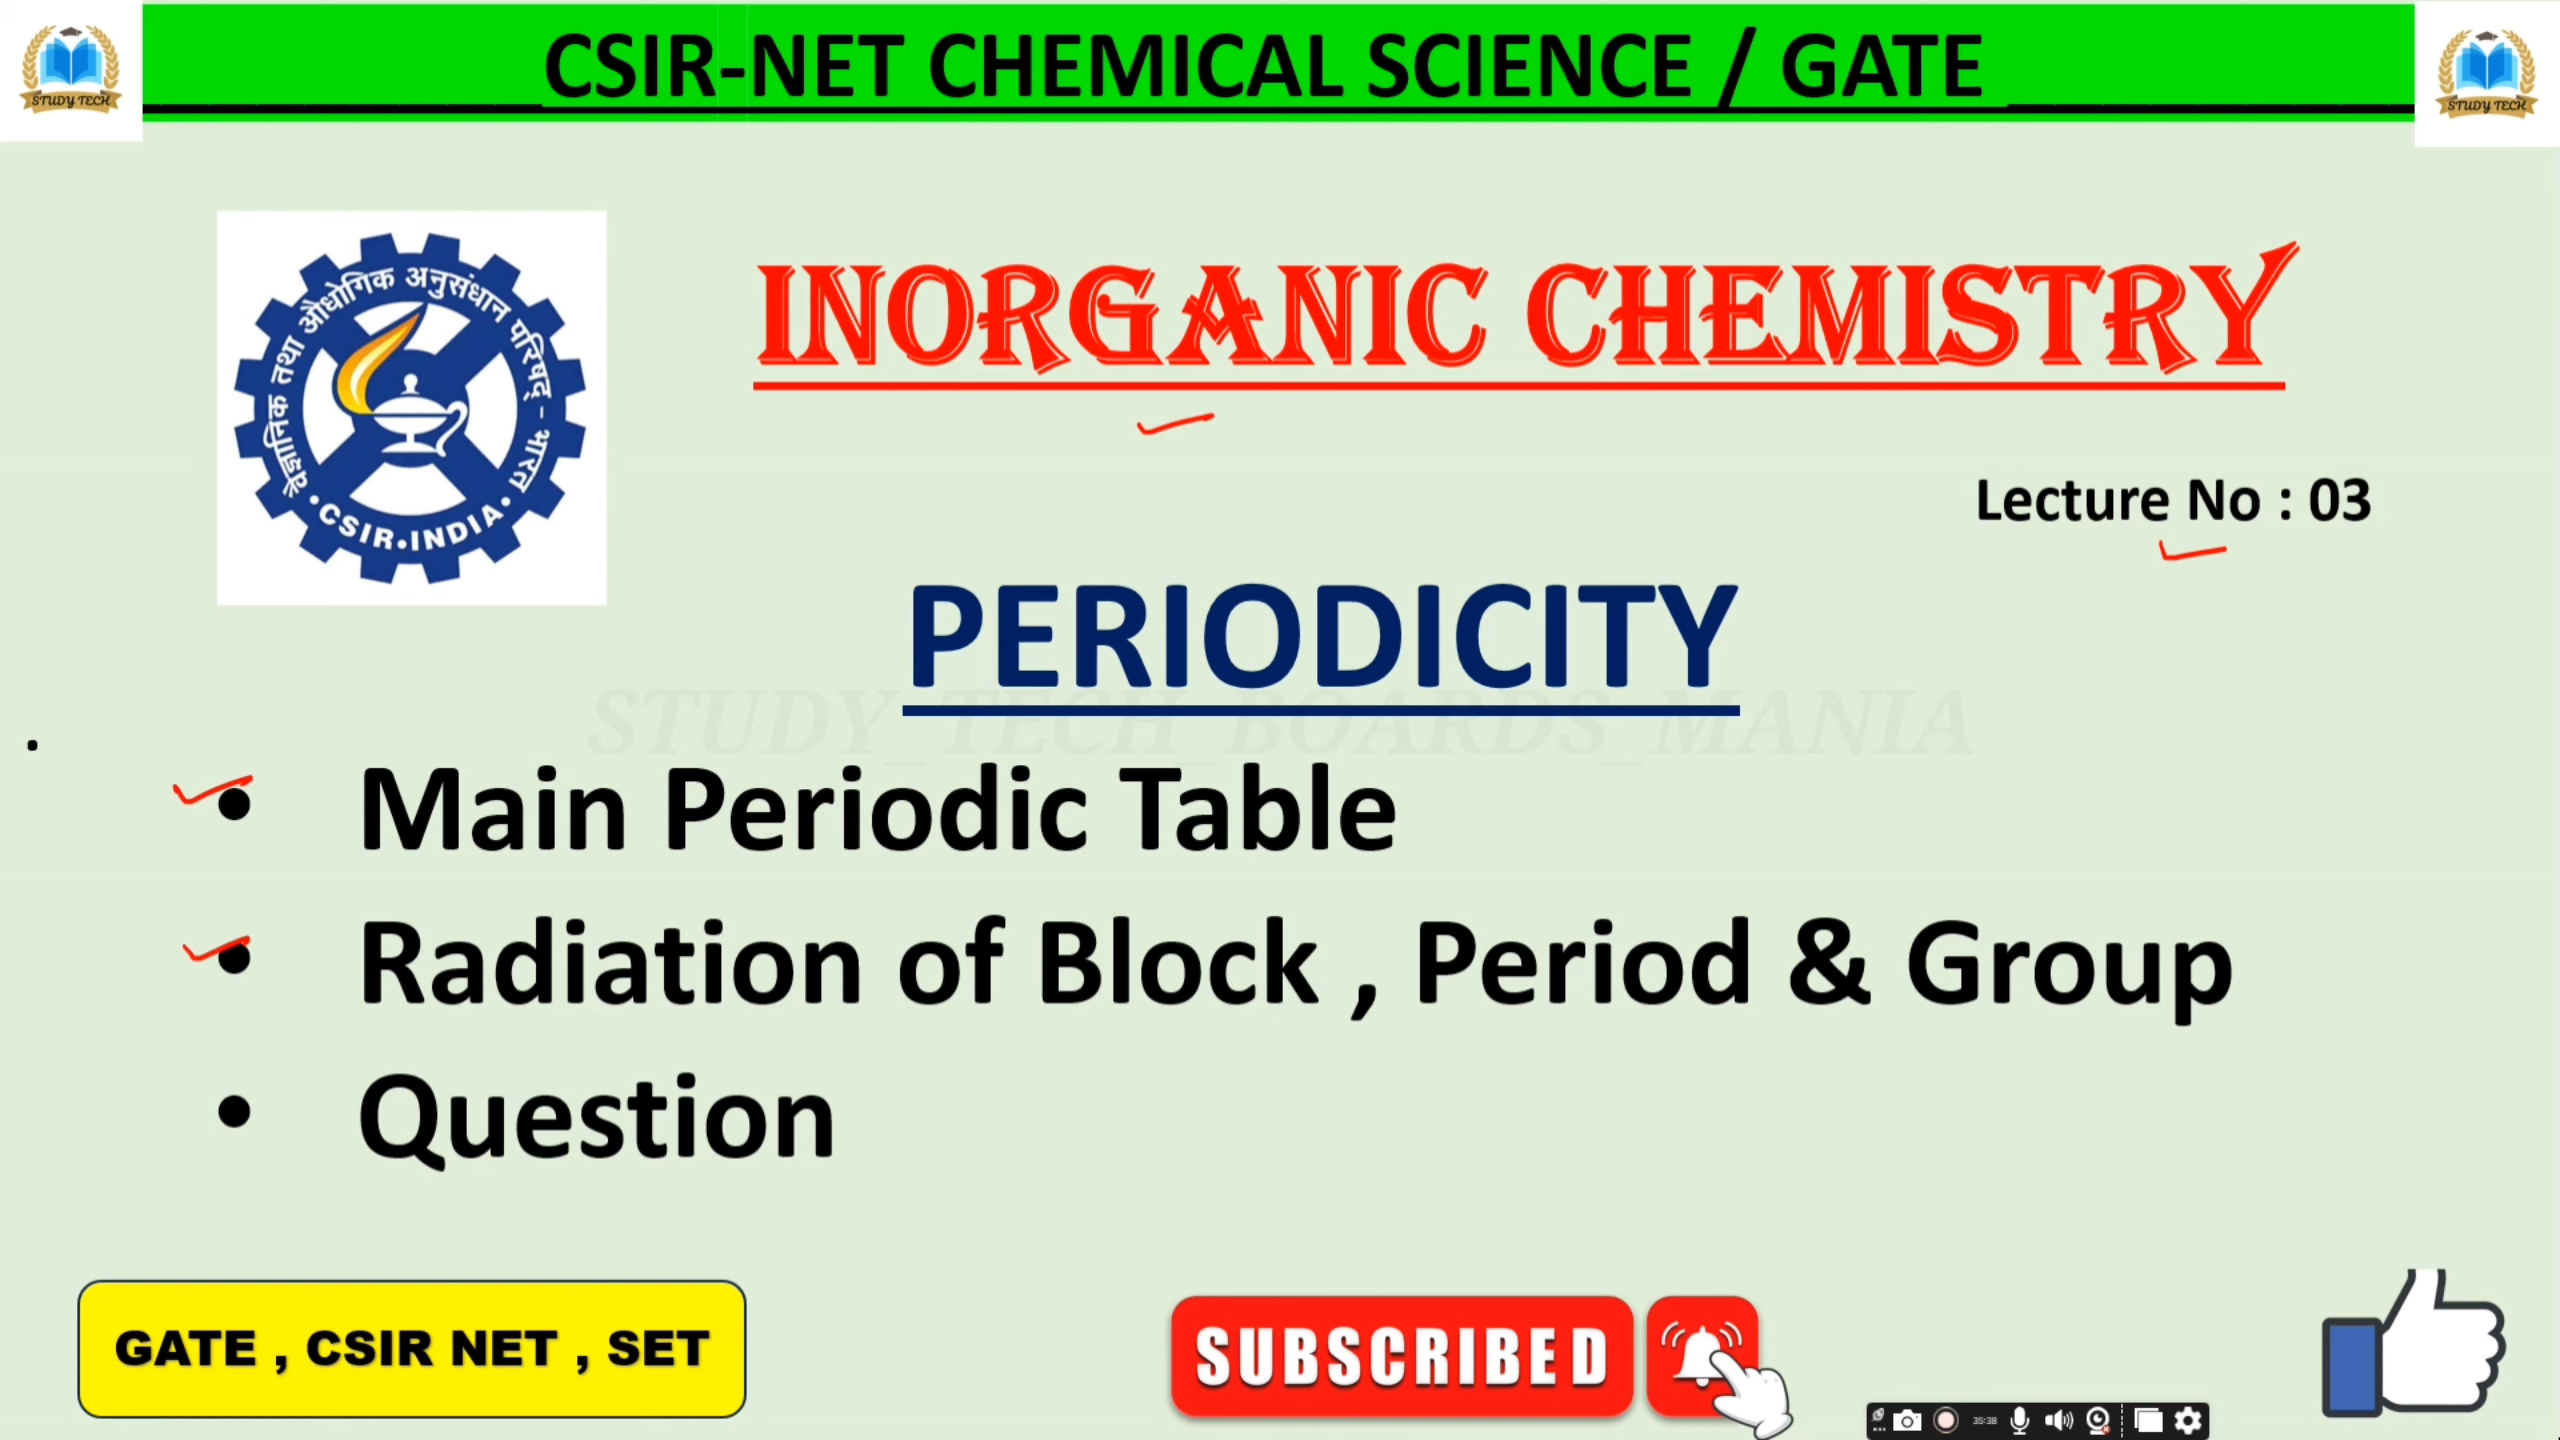 CSIR-NET CHEMICAL SCIENCE / GATE
STUDY TECH
STUDY TECH
वैज्ञानिक तथा औद्योगिक अनुसंधान परिषद् - भारत
• CSIR•INDIA •
INORGANIC CHEMISTRY
Lecture No : 03
PERIODICITY
STUDY_TECH_BOARDS_MANIA
• Main Periodic Table
• Radiation of Block , Period & Group
• Question
GATE , CSIR NET , SET
SUBSCRIBED
35:38